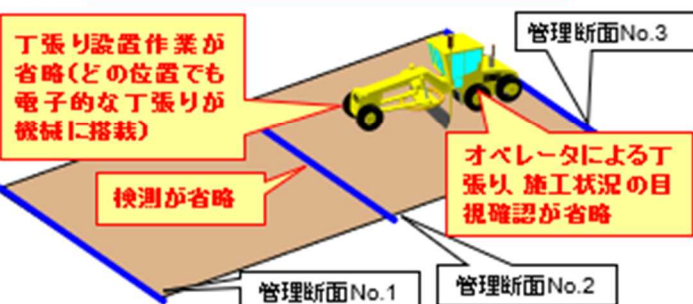 丁張り設置作業が
省略(どの位置でも
電子的な丁張りが
機械に搭載)
管理断面No.3
検測が省略
オペレータによる丁
張り、施工状況の目
視確認が省略
管理断面No.1
管理断面No.2